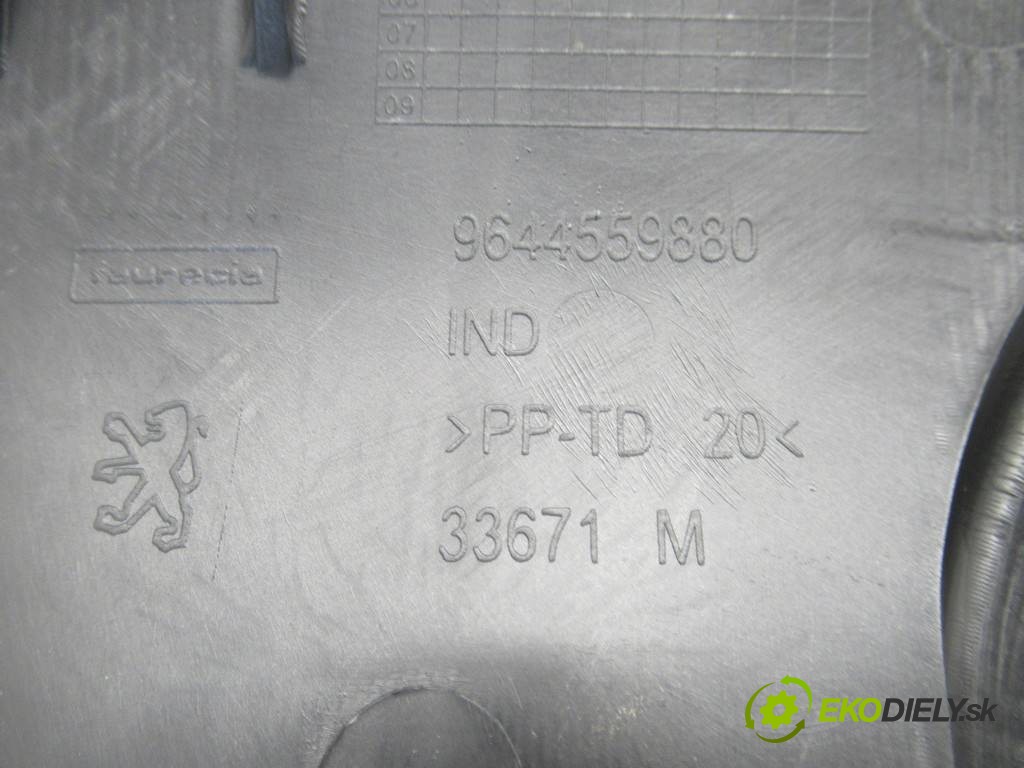 07
08
09
9644559880
faurecia
IND
>PP-TD 20<
33671 M
EKODIELY.sk